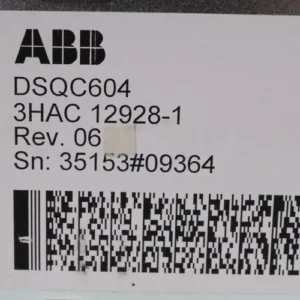 ABB
DSQC604
3HAC 12928-1
Rev. 06
Sn: 35153#09364